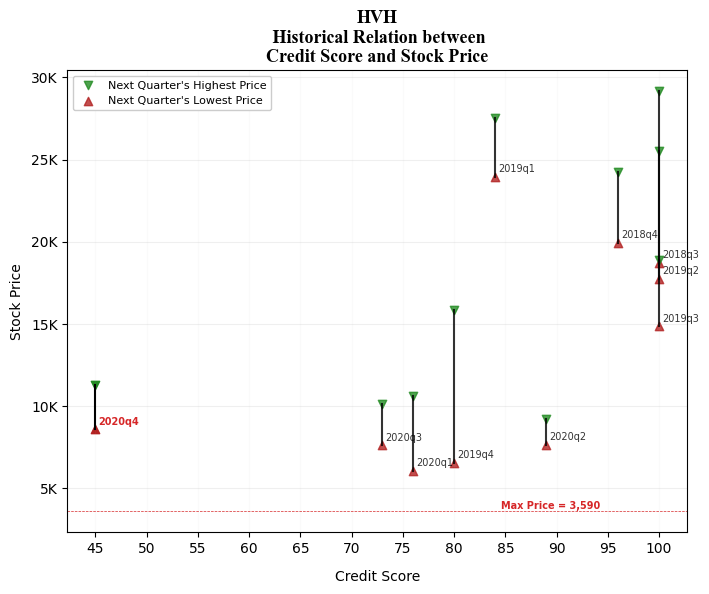 HVH
Historical Relation between
Credit Score and Stock Price
Next Quarter's Highest Price
Next Quarter's Lowest Price
30K
25K
20K
15K
10K
5K
Stock Price
2019q1
2018q4
2018q3
2019q2
2019q3
2020q4
2020q3
2020q1
2019q4
2020q2
Max Price = 3,590
45 50 55 60 65 70 75 80 85 90 95 100
Credit Score